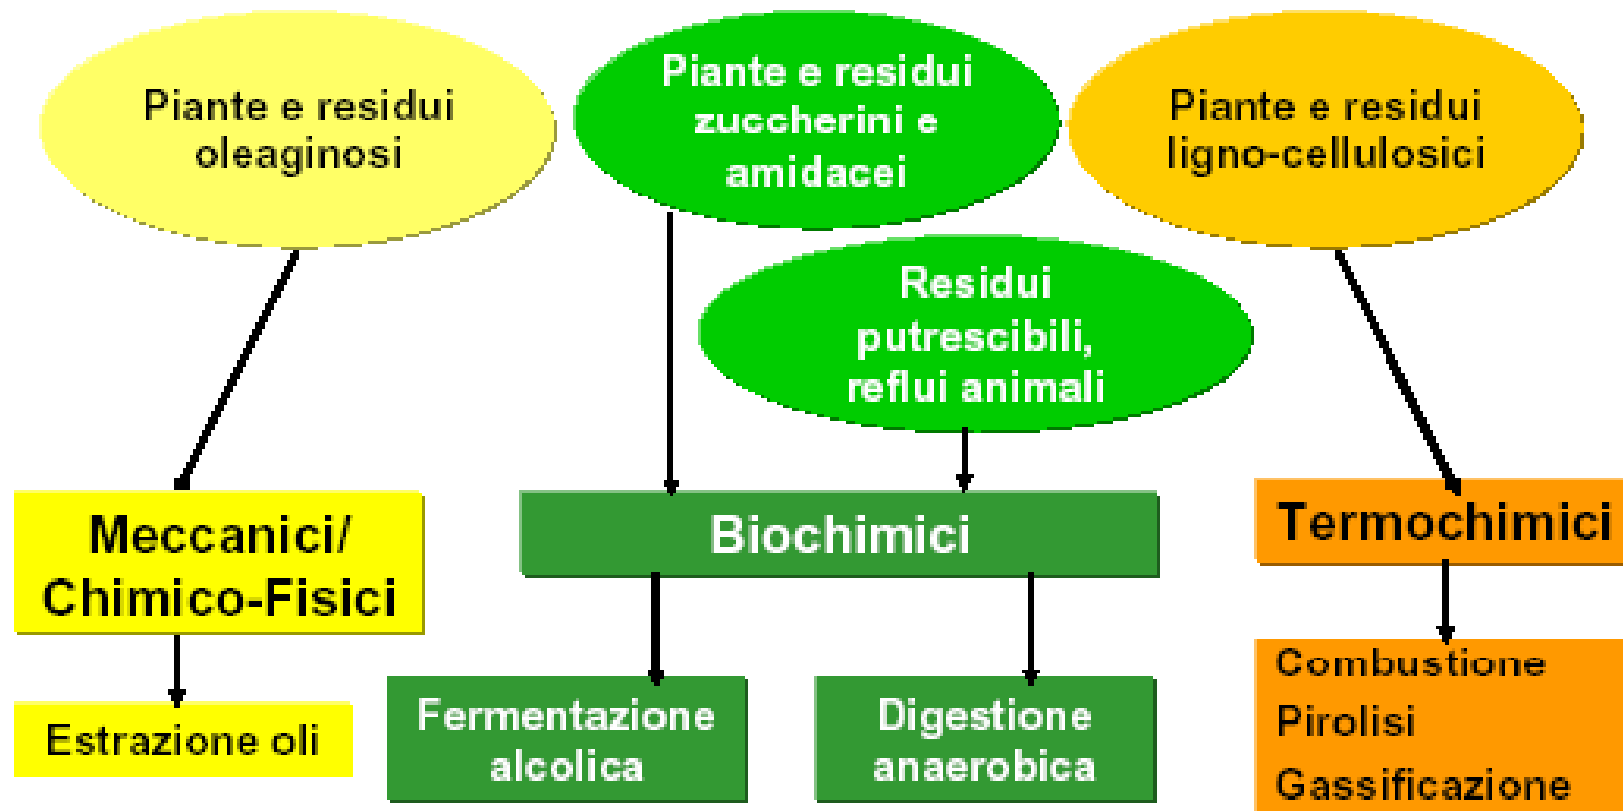 Piante e residui
oleaginosi
Piante e residui
zuccherini e
amidacei
Piante e residui
ligno-cellulosici
Residui
putrescibili,
reflui animali
Meccanici/
Chimico-Fisici
Biochimici
Termochimici
Estrazione oli
Fermentazione
alcolica
Digestione
anaerobica
Combustione
Pirolisi
Gassificazione